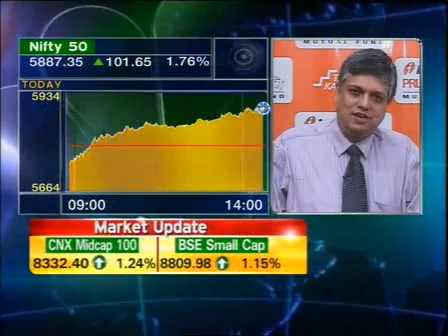 Nifty 50
5887.35 101.65 1.76%
TODAY
5934
5664
09:00 14:00
MUTUAL FUND
Market Update
CNX Midcap 100 BSE Small Cap
8332.40 1.24% 8809.98 1.15%